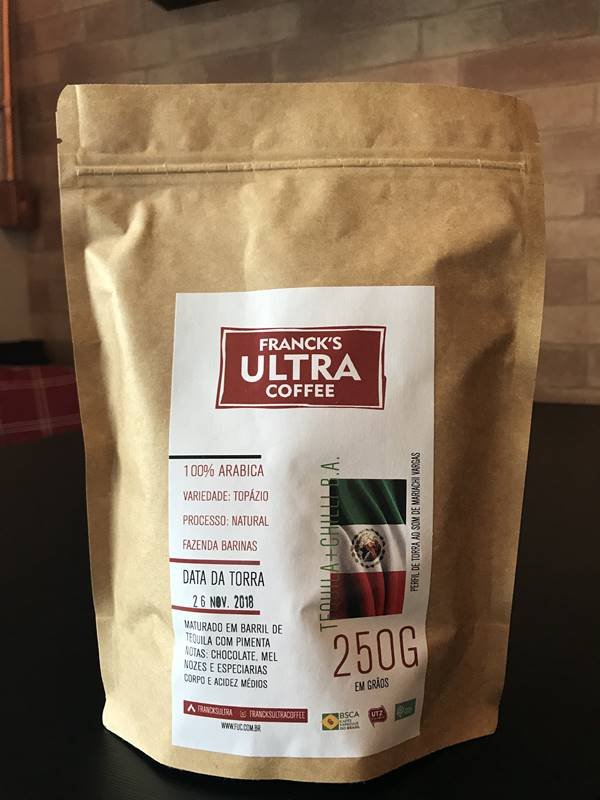 FRANCK'S
ULTRA
COFFEE
100% ARABICA
VARIEDADE: TOPÁZIO
PROCESSO: NATURAL
FAZENDA BARINAS
DATA DA TORRA
26 NOV. 2018
MATURADO EM BARRIL DE
TEQUILA COM PIMENTA
NOTAS: CHOCOLATE, MEL
NOZES E ESPECIARIAS
CORPO E ACIDEZ MÉDIOS
FRANCKSULTRA
FRANCKSULTRACOFFEE
WWW.FUC.COM.BR
TEQUILA+CHILLI B.A.
PERFIL DE TORRA AO SOM DE MARIACHI VARGAS
250G
EM GRÃOS
BSCA
UTZ